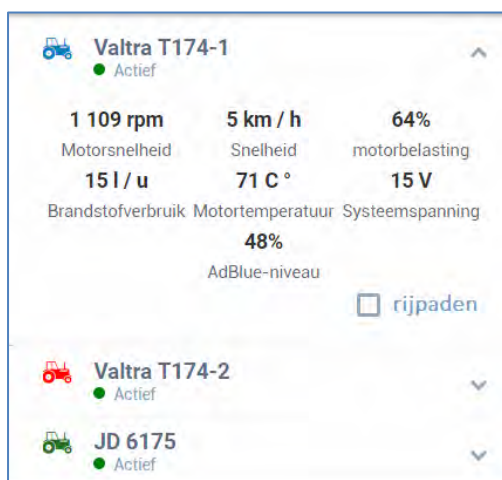 Valtra T174-1
Actief
1 109 rpm 5 km / h 64%
Motorsnelheid Snelheid motorbelasting
15 l / u 71 C ° 15 V
Brandstofverbruik Motortemperatuur Systeemspanning
48%
AdBlue-niveau
rijpaden
Valtra T174-2
Actief
JD 6175
Actief